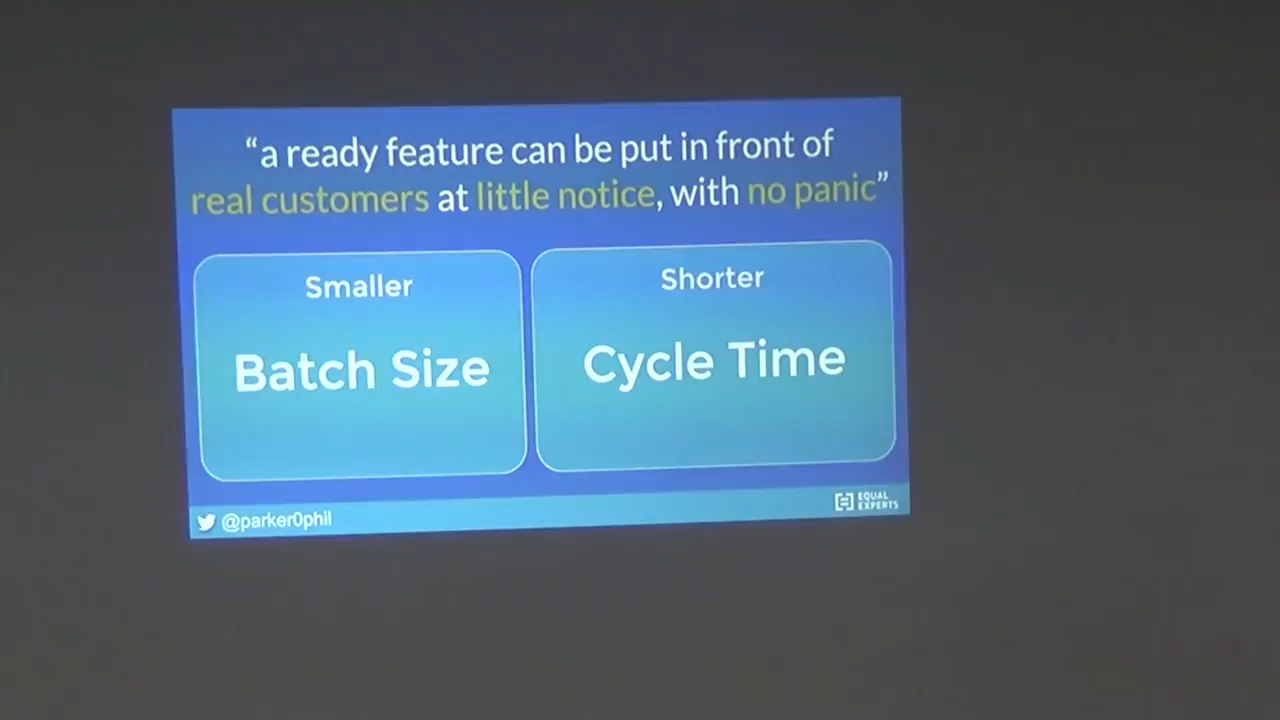 “a ready feature can be put in front of
real customers at little notice, with no panic”
Smaller
Batch Size
Shorter
Cycle Time
@parker0phil
EQUAL
EXPERTS